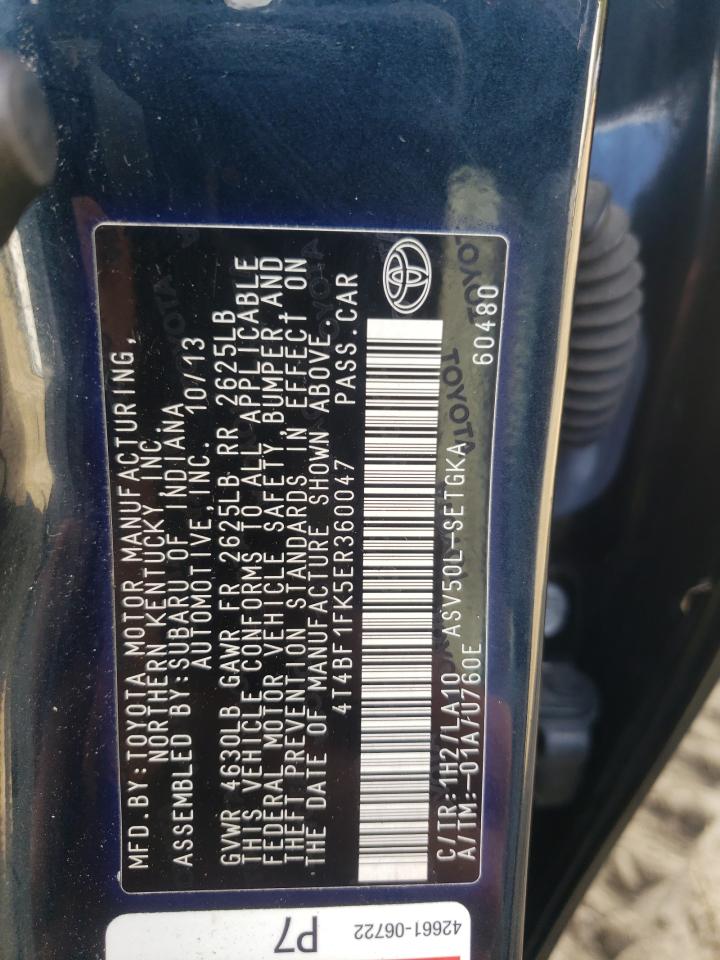 MFD.BY:TOYOTA MOTOR MANUFACTURING,
NORTHERN KENTUCKY INC.
ASSEMBLED BY:SUBARU OF INDIANA
AUTOMOTIVE,INC. 10/13
GVWR 4630LB GAWR FR 2625LB RR 2625LB
THIS VEHICLE CONFORMS TO ALL APPLICABLE
FEDERAL MOTOR VEHICLE SAFETY,BUMPER,AND
THEFT PREVENTION STANDARDS IN EFFECT ON
THE DATE OF MANUFACTURE SHOWN ABOVE.
4T4BF1FK5ER360047 PASS.CAR
C/TR:1H2/LA10 ASV50L-SETGKA
A/TM:-01A/U760E 60480
TOYOTA
TOYOTA
P7
42661-06722